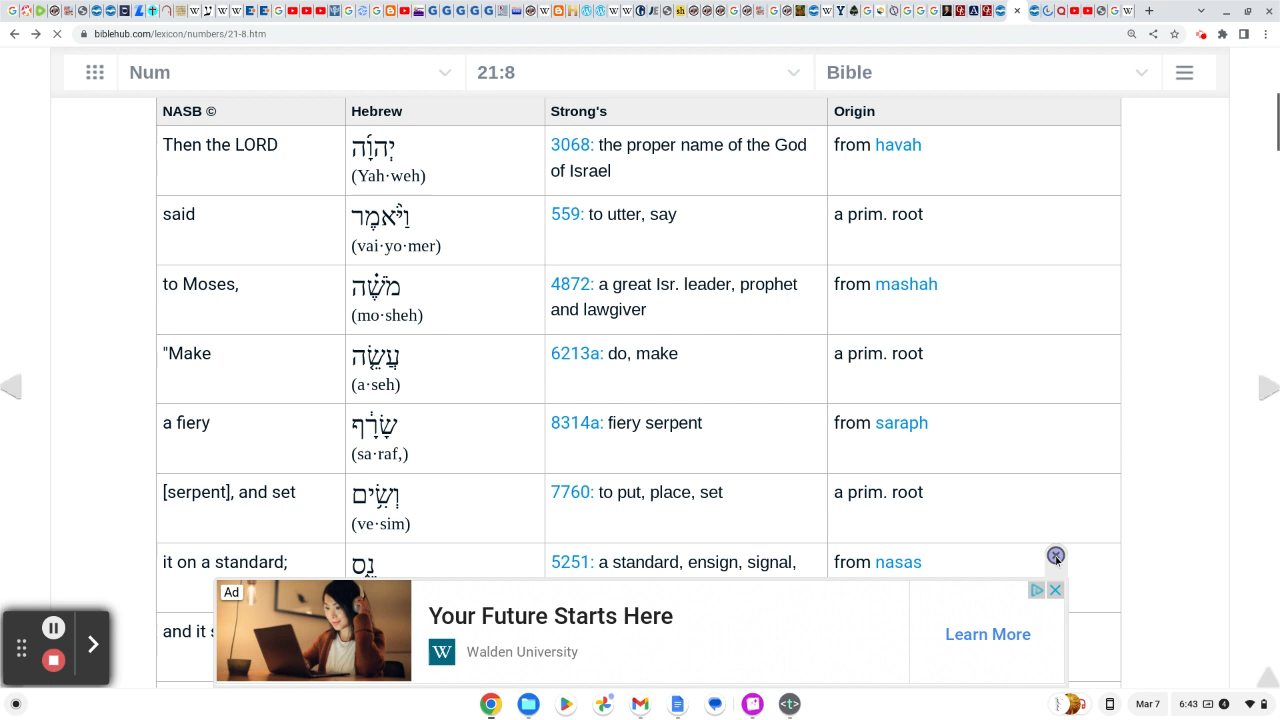 biblehub.com/lexicon/numbers/21-8.htm
Num 21:8 Bible
NASB © Hebrew Strong's Origin
Then the LORD יְהוָ֜ה 3068: the proper name of the God from havah
(Yah·weh) of Israel
said וַיֹּ֨אמֶר 559: to utter, say a prim. root
(vai·yo·mer)
to Moses, מֹשֶׁ֗ה 4872: a great Isr. leader, prophet from mashah
(mo·sheh) and lawgiver
"Make עֲשֵׂ֤ה 6213a: do, make a prim. root
(a·seh)
a fiery שָׂרָ֔ף 8314a: fiery serpent from saraph
(sa·raf,)
[serpent], and set וְשִׂ֥ים 7760: to put, place, set a prim. root
(ve·sim)
it on a standard; נֵ֑ס 5251: a standard, ensign, signal, from nasas
and it
Ad
Your Future Starts Here
W Walden University
Learn More
Mar 7 6:43 4